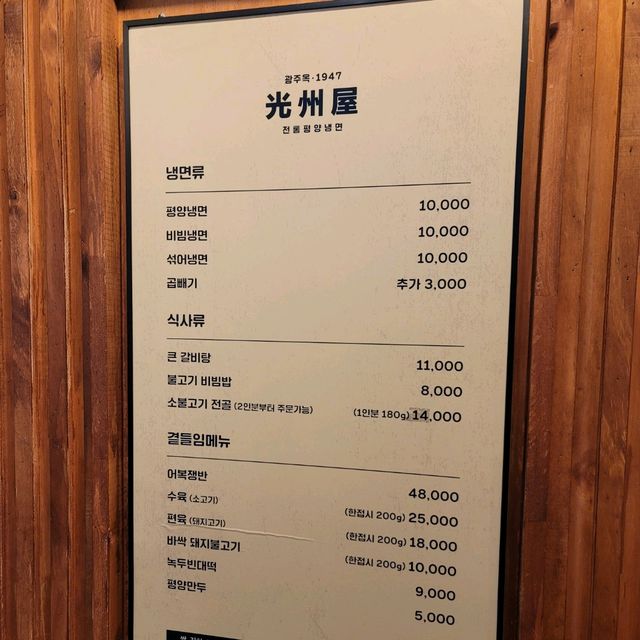 광주옥·1947
光州屋
전통평양냉면
냉면류
평양냉면 10,000
비빔냉면 10,000
섞어냉면 10,000
곱빼기 추가 3,000
식사류
큰 갈비탕 11,000
불고기 비빔밥 8,000
소불고기 전골 (2인분부터 주문가능) (1인분 180g) 14,000
곁들임메뉴
어복쟁반 48,000
수육 (소고기) (한접시 200g) 25,000
편육 (돼지고기) (한접시 200g) 18,000
바싹 돼지불고기 (한접시 200g) 10,000
녹두빈대떡 9,000
평양만두 5,000